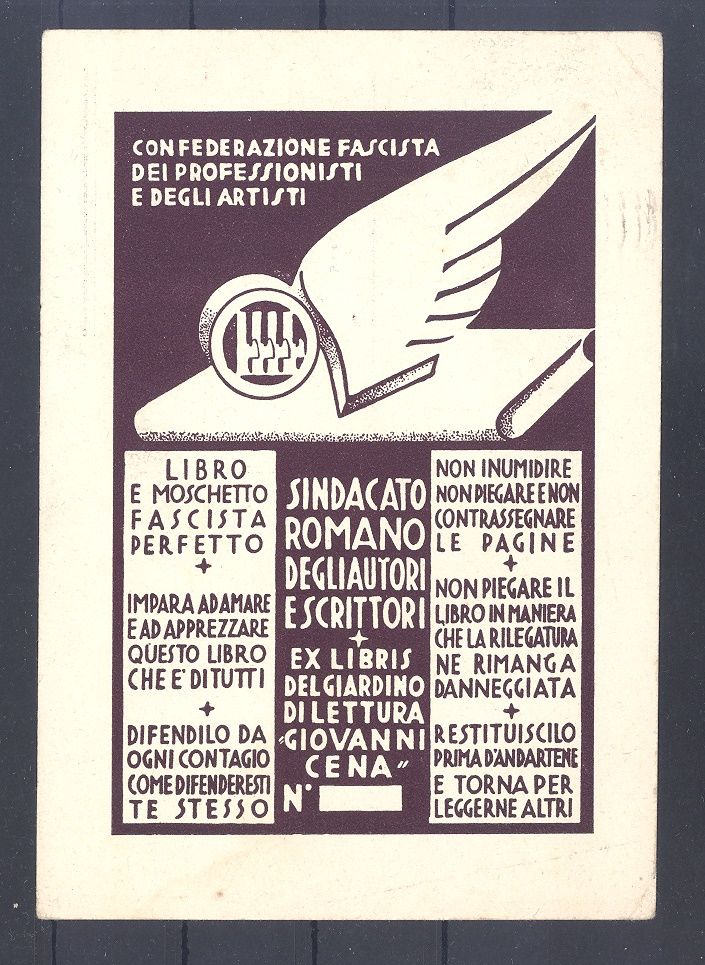 CONFEDERAZIONE FASCISTA
DEI PROFESSIONISTI
E DEGLI ARTISTI
LIBRO
E MOSCHETTO
FASCISTA
PERFETTO
IMPARA AD AMARE
E AD APPREZZARE
QUESTO LIBRO
CHE E' DI TUTTI
DIFENDILO DA
OGNI CONTAGIO
COME DIFENDERESTI
TE STESSO
SINDACATO
ROMANO
DEGLI AUTORI
E SCRITTORI
EX LIBRIS
DEL GIARDINO
DI LETTURA
"GIOVANNI
CENA"
N°
NON INUMIDIRE
NON PIEGARE E NON
CONTRASSEGNARE
LE PAGINE
NON PIEGARE IL
LIBRO IN MANIERA
CHE LA RILEGATURA
NE RIMANGA
DANNEGGIATA
RESTITUISCILO
PRIMA D'ANDARTENE
E TORNA PER
LEGGERNE ALTRI